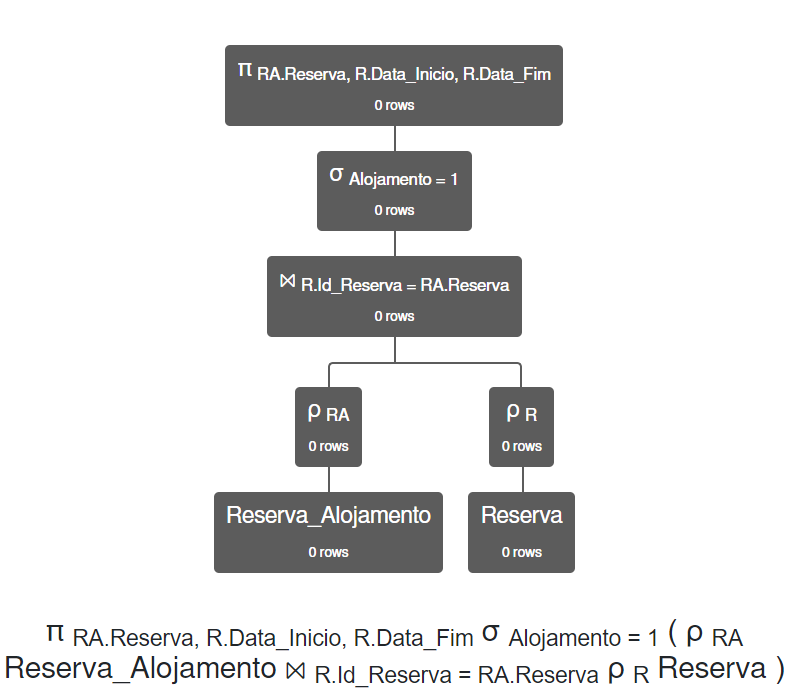 π RA.Reserva, R.Data_Inicio, R.Data_Fim
0 rows
σ Alojamento = 1
0 rows
⋈ R.Id_Reserva = RA.Reserva
0 rows
ρ RA
0 rows
ρ R
0 rows
Reserva_Alojamento
0 rows
Reserva
0 rows
π RA.Reserva, R.Data_Inicio, R.Data_Fim σ Alojamento = 1 ( ρ RA
Reserva_Alojamento ⋈ R.Id_Reserva = RA.Reserva ρ R Reserva )